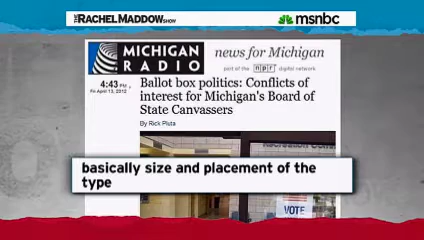 THE RACHEL MADDOW SHOW
msnbc
MICHIGAN RADIO
news for Michigan
part of the npr digital network
4:43 PM
Fri April 13, 2012
Ballot box politics: Conflicts of
interest for Michigan's Board of
State Canvassers
By Rick Pluta
basically size and placement of the
type
VOTE